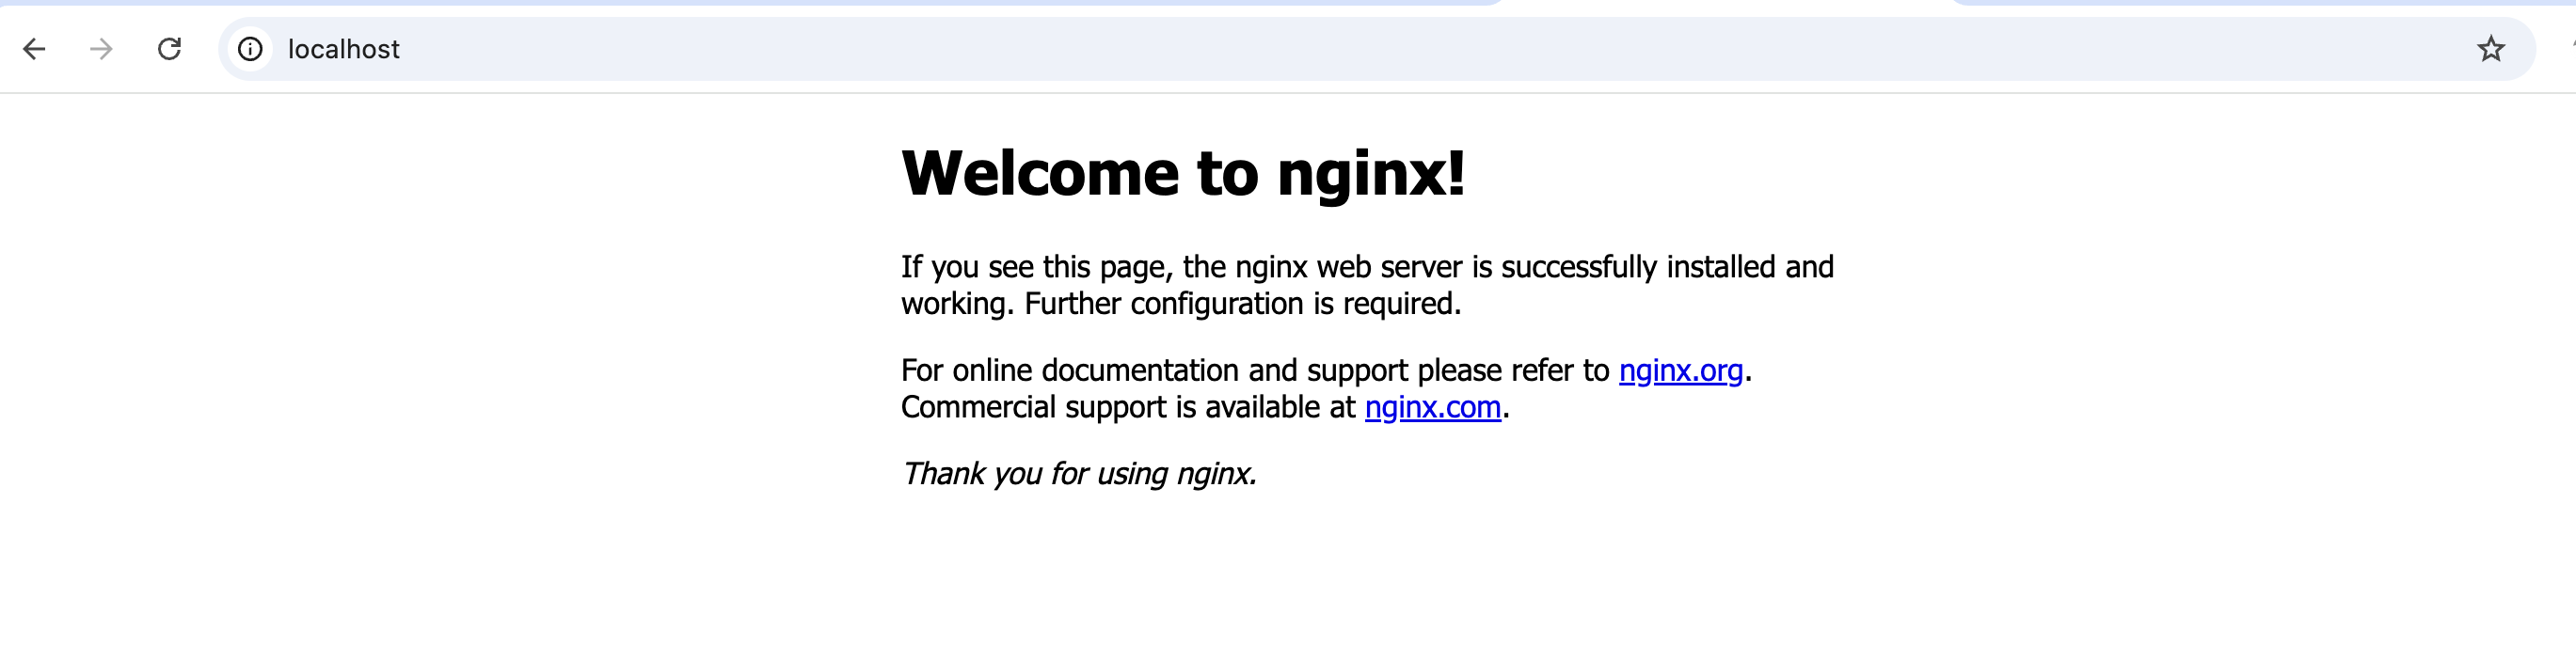 localhost
Welcome to nginx!
If you see this page, the nginx web server is successfully installed and
working. Further configuration is required.
For online documentation and support please refer to nginx.org.
Commercial support is available at nginx.com.
Thank you for using nginx.